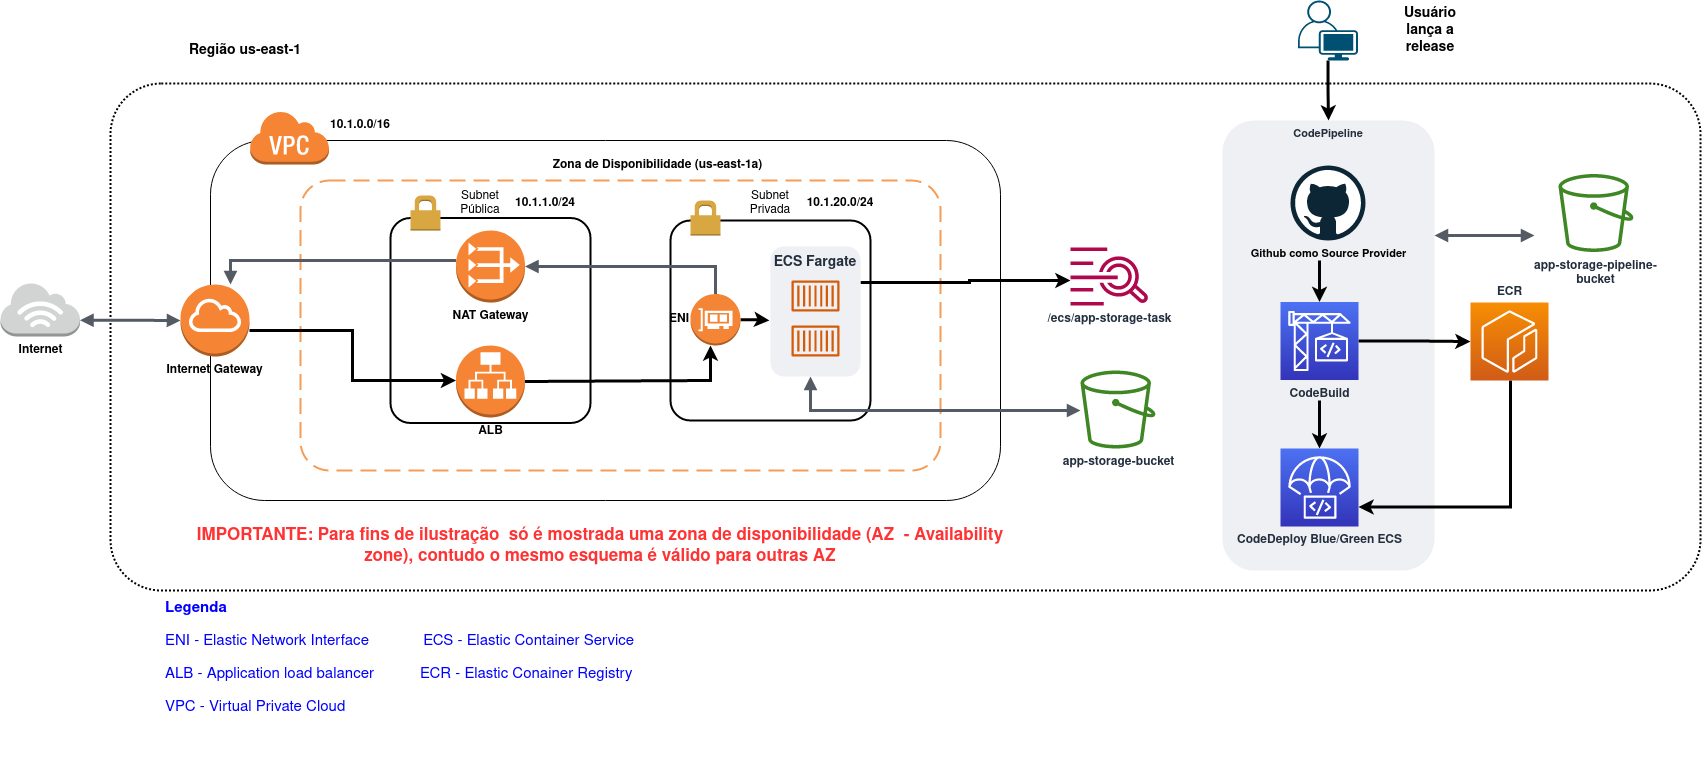 Usuário
lança a
release
Região us-east-1
VPC
10.1.0.0/16
CodePipeline
Zona de Disponibilidade (us-east-1a)
Subnet
Pública
10.1.1.0/24
Subnet
Privada
10.1.20.0/24
Github como Source Provider
ECS Fargate
app-storage-pipeline-
bucket
ECR
NAT Gateway
ENI
/ecs/app-storage-task
Internet
Internet Gateway
CodeBuild
ALB
app-storage-bucket
IMPORTANTE: Para fins de ilustração  só é mostrada uma zona de disponibilidade (AZ  - Availability
zone), contudo o mesmo esquema é válido para outras AZ
CodeDeploy Blue/Green ECS
Legenda
ENI - Elastic Network Interface
ECS - Elastic Container Service
ALB - Application load balancer
ECR - Elastic Conainer Registry
VPC - Virtual Private Cloud